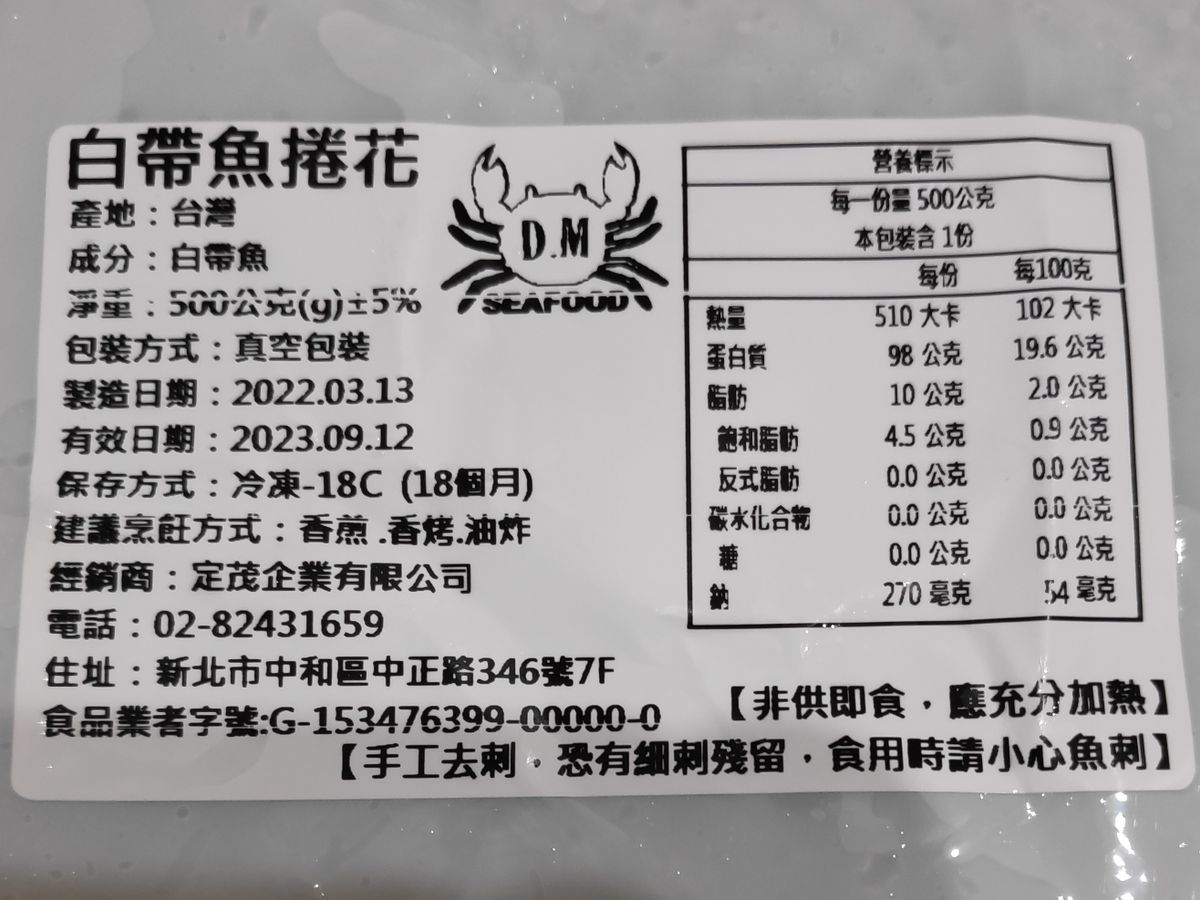 白帶魚捲花
產地：台灣
成分：白帶魚
淨重：500公克(g)±5%
包裝方式：真空包裝
製造日期：2022.03.13
有效日期：2023.09.12
保存方式：冷凍-18C (18個月)
建議烹飪方式：香煎.香烤.油炸
經銷商：定茂企業有限公司
電話：02-82431659
住址：新北市中和區中正路346號7F
食品業者字號:G-153476399-00000-0
D.M
SEAFOOD
營養標示
每一份量 500公克
本包裝含 1份
每份 每100克
熱量 510 大卡 102 大卡
蛋白質 98 公克 19.6 公克
脂肪 10 公克 2.0 公克
飽和脂肪 4.5 公克 0.9 公克
反式脂肪 0.0 公克 0.0 公克
碳水化合物 0.0 公克 0.0 公克
糖 0.0 公克 0.0 公克
鈉 270 毫克 54 毫克
【非供即食，應充分加熱】
【手工去刺，恐有細刺殘留，食用時請小心魚刺】